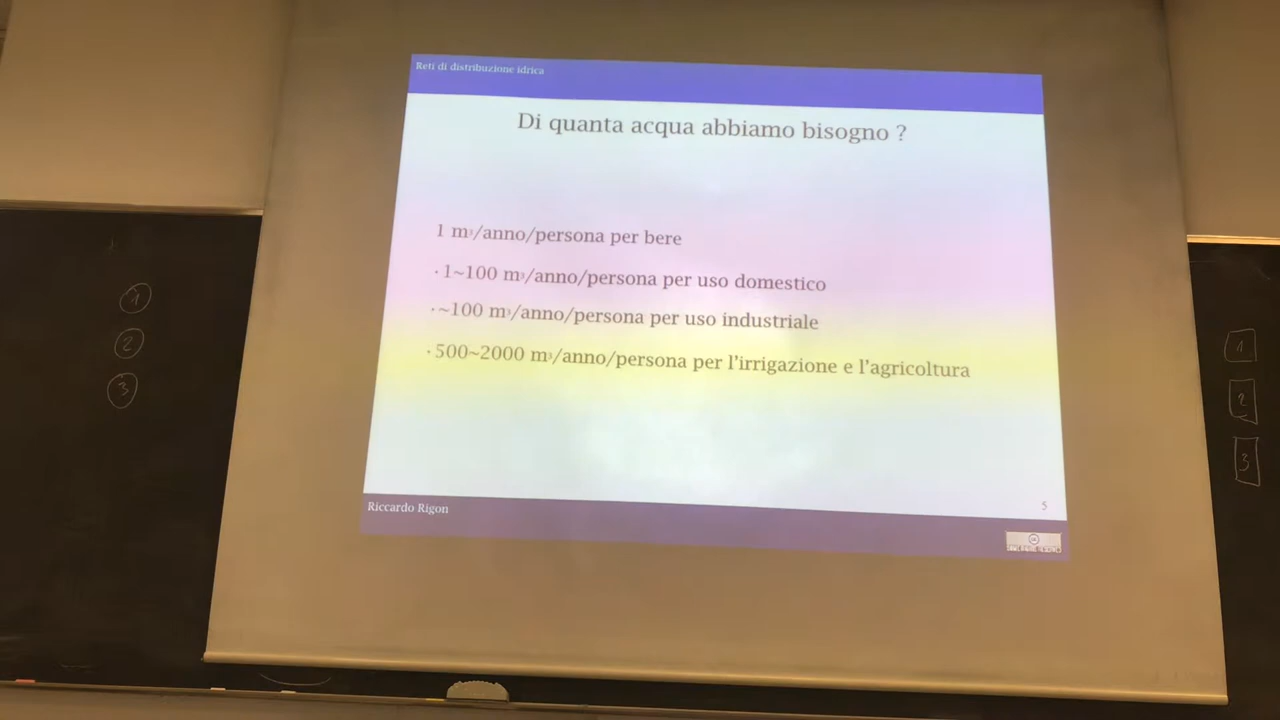 Reti di distribuzione idrica
Di quanta acqua abbiamo bisogno ?
1 m³/anno/persona per bere
· 1~100 m³/anno/persona per uso domestico
· ~100 m³/anno/persona per uso industriale
· 500~2000 m³/anno/persona per l'irrigazione e l'agricoltura
Riccardo Rigon
5
1
2
3
1
2
3